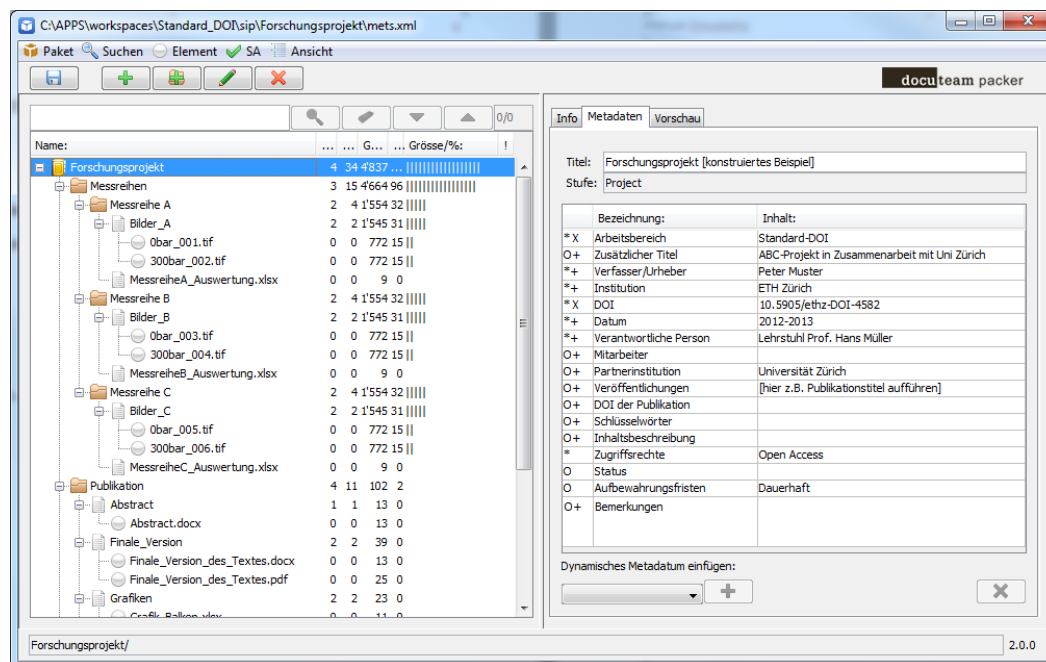 C:\APPS\workspaces\Standard_DOI\sip\Forschungsprojekt\mets.xml
Paket Suchen Element SA Ansicht
docuteam packer
0/0
Name: ... ... G... ... Grösse/%: !
Forschungsprojekt 4 34 4'837 ...
Messreihen 3 15 4'664 96
Messreihe A 2 4 1'554 32
Bilder_A 2 2 1'545 31
0bar_001.tif 0 0 772 15
300bar_002.tif 0 0 772 15
MessreiheA_Auswertung.xlsx 0 0 9 0
Messreihe B 2 4 1'554 32
Bilder_B 2 2 1'545 31
0bar_003.tif 0 0 772 15
300bar_004.tif 0 0 772 15
MessreiheB_Auswertung.xlsx 0 0 9 0
Messreihe C 2 4 1'554 32
Bilder_C 2 2 1'545 31
0bar_005.tif 0 0 772 15
300bar_006.tif 0 0 772 15
MessreiheC_Auswertung.xlsx 0 0 9 0
Publikation 4 11 102 2
Abstract 1 1 13 0
Abstract.docx 0 0 13 0
Finale_Version 2 2 39 0
Finale_Version_des_Textes.docx 0 0 13 0
Finale_Version_des_Textes.pdf 0 0 25 0
Grafiken 2 2 23 0
Grafik_Balken.xlsx 0 0 11 0
Info Metadaten Vorschau
Titel: Forschungsprojekt [konstruiertes Beispiel]
Stufe: Project
Bezeichnung: Inhalt:
* X Arbeitsbereich Standard-DOI
O+ Zusätzlicher Titel ABC-Projekt in Zusammenarbeit mit Uni Zürich
*+ Verfasser/Urheber Peter Muster
*+ Institution ETH Zürich
* X DOI 10.5905/ethz-DOI-4582
*+ Datum 2012-2013
*+ Verantwortliche Person Lehrstuhl Prof. Hans Müller
O+ Mitarbeiter
O+ Partnerinstitution Universität Zürich
O+ Veröffentlichungen [hier z.B. Publikationstitel aufführen]
O+ DOI der Publikation
O+ Schlüsselwörter
O+ Inhaltsbeschreibung
* Zugriffsrechte Open Access
O Status
O Aufbewahrungsfristen Dauerhaft
O+ Bemerkungen
Dynamisches Metadatum einfügen:
Forschungsprojekt/ 2.0.0